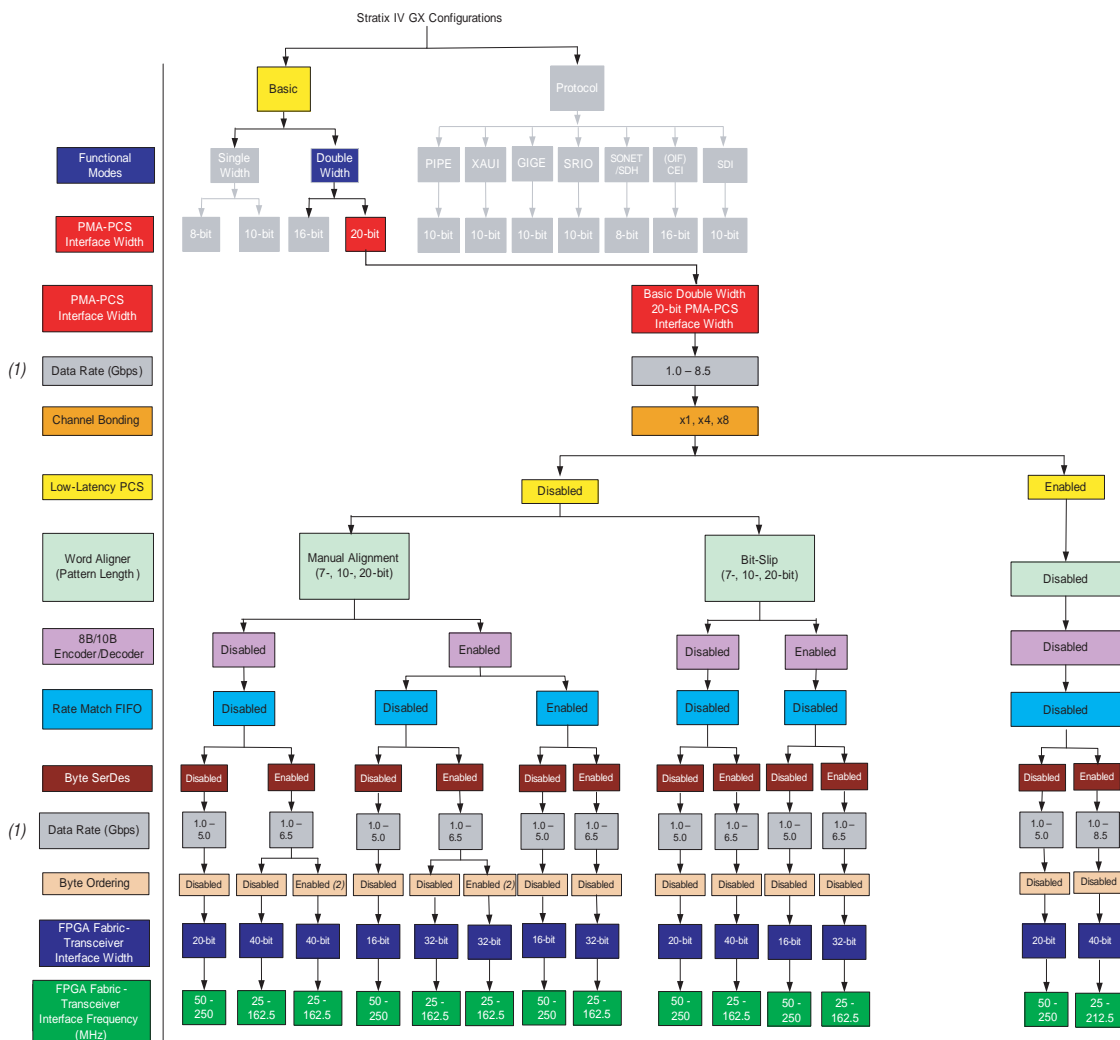 Stratix IV GX Configurations
Basic
Protocol
Functional
Modes
Single
Width
Double
Width
PIPE
XAUI
GIGE
SRIO
SONET
/SDH
(OIF)
CEI
SDI
PMA-PCS
Interface Width
8-bit
10-bit
16-bit
20-bit
10-bit
10-bit
10-bit
10-bit
8-bit
16-bit
10-bit
PMA-PCS
Interface Width
Basic Double Width
20-bit PMA-PCS
Interface Width
(1)
Data Rate (Gbps)
1.0 – 8.5
Channel Bonding
x1, x4, x8
Low-Latency PCS
Disabled
Enabled
Word Aligner
(Pattern Length)
Manual Alignment
(7-, 10-, 20-bit)
Bit-Slip
(7-, 10-, 20-bit)
Disabled
8B/10B
Encoder/Decoder
Disabled
Enabled
Disabled
Enabled
Disabled
Rate Match FIFO
Disabled
Disabled
Enabled
Disabled
Disabled
Disabled
Byte SerDes
Disabled
Enabled
Disabled
Enabled
Disabled
Enabled
Disabled
Enabled
Disabled
Enabled
Disabled
Enabled
(1)
Data Rate (Gbps)
1.0 –
5.0
1.0 –
6.5
1.0 –
5.0
1.0 –
6.5
1.0 –
5.0
1.0 –
6.5
1.0 –
5.0
1.0 –
6.5
1.0 –
5.0
1.0 –
6.5
1.0 –
5.0
1.0 –
8.5
Byte Ordering
Disabled
Disabled
Enabled (2)
Disabled
Disabled
Enabled (2)
Disabled
Disabled
Disabled
Disabled
Disabled
Disabled
Disabled
Disabled
FPGA Fabric-
Transceiver
Interface Width
20-bit
40-bit
40-bit
16-bit
32-bit
32-bit
16-bit
32-bit
20-bit
40-bit
16-bit
32-bit
20-bit
40-bit
FPGA Fabric-
Transceiver
Interface Frequency
(MHz)
50 -
250
25 -
162.5
25 -
162.5
50 -
250
25 -
162.5
25 -
162.5
50 -
250
25 -
162.5
50 -
250
25 -
162.5
50 -
250
25 -
162.5
50 -
250
25 -
212.5